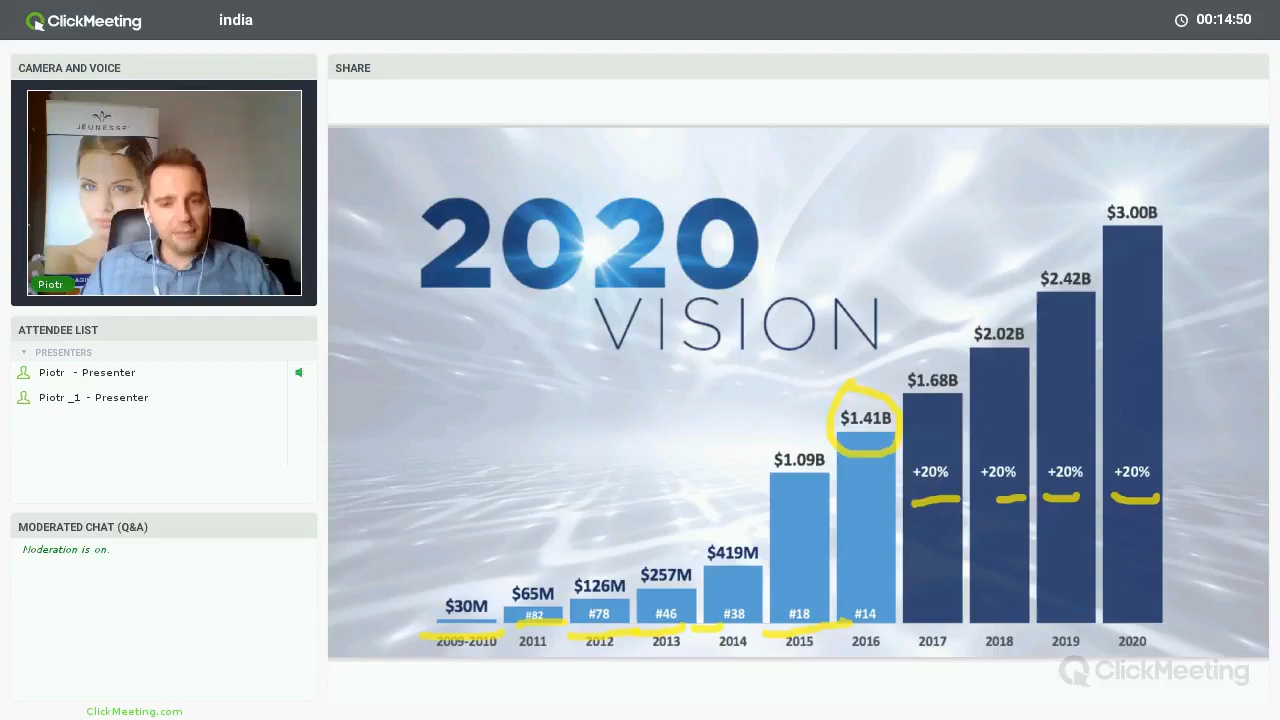 ClickMeeting
india
00:14:50
CAMERA AND VOICE
JEUNESSE
Piotr
ATTENDEE LIST
PRESENTERS
Piotr - Presenter
Piotr _1 - Presenter
MODERATED CHAT (Q&A)
Moderation is on.
ClickMeeting.com
SHARE
2020
VISION
$30M
$65M
$126M
$257M
$419M
$1.09B
$1.41B
$1.68B
$2.02B
$2.42B
$3.00B
+20%
+20%
+20%
+20%
#82
#78
#46
#38
#18
#14
2009-2010
2011
2012
2013
2014
2015
2016
2017
2018
2019
2020
ClickMeeting